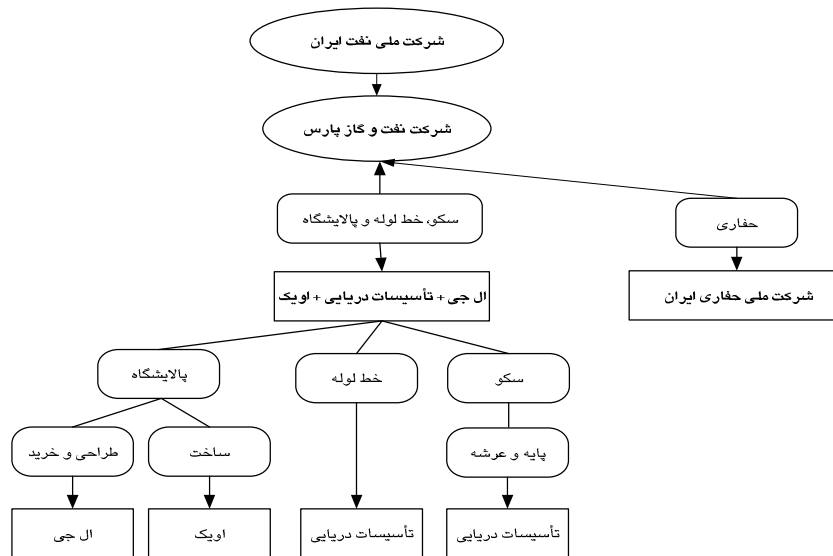 شرکت ملی نفت ایران
شرکت نفت و گاز پارس
سکو، خط لوله و پالایشگاه
حفاری
ال جی + تأسیسات دریایی + اویک
شرکت ملی حفاری ایران
سکو
خط لوله
پالایشگاه
پایه و عرشه
ساخت
طراحی و خرید
تأسیسات دریایی
تأسیسات دریایی
اویک
ال جی